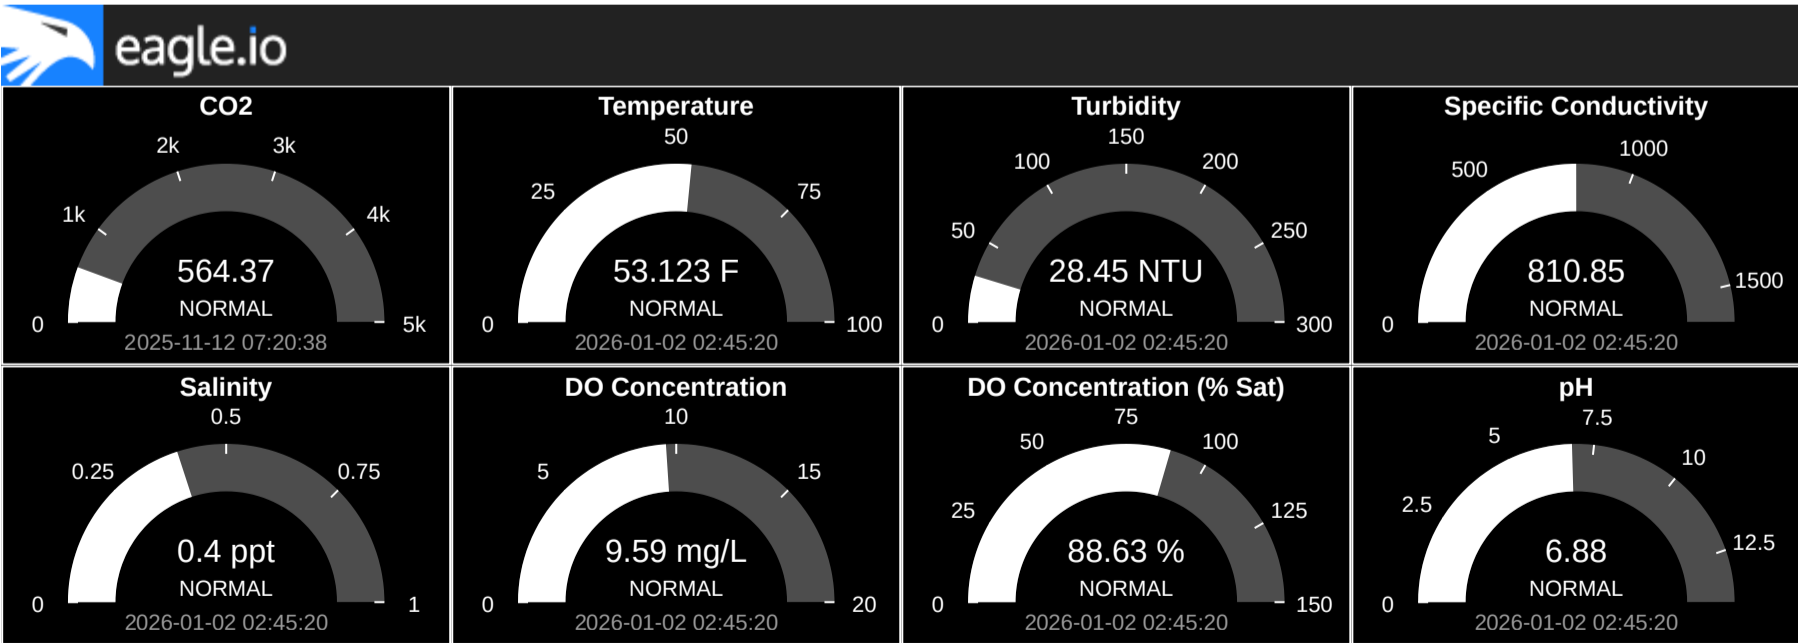 eagle.io
CO2
0
1k
2k
3k
4k
5k
564.37
NORMAL
2025-11-12 07:20:38
Temperature
0
25
50
75
100
53.123 F
NORMAL
2026-01-02 02:45:20
Turbidity
0
50
100
150
200
250
300
28.45 NTU
NORMAL
2026-01-02 02:45:20
Specific Conductivity
0
500
1000
1500
810.85
NORMAL
2026-01-02 02:45:20
Salinity
0
0.25
0.5
0.75
1
0.4 ppt
NORMAL
2026-01-02 02:45:20
DO Concentration
0
5
10
15
20
9.59 mg/L
NORMAL
2026-01-02 02:45:20
DO Concentration (% Sat)
0
25
50
75
100
125
150
88.63 %
NORMAL
2026-01-02 02:45:20
pH
0
2.5
5
7.5
10
12.5
6.88
NORMAL
2026-01-02 02:45:20